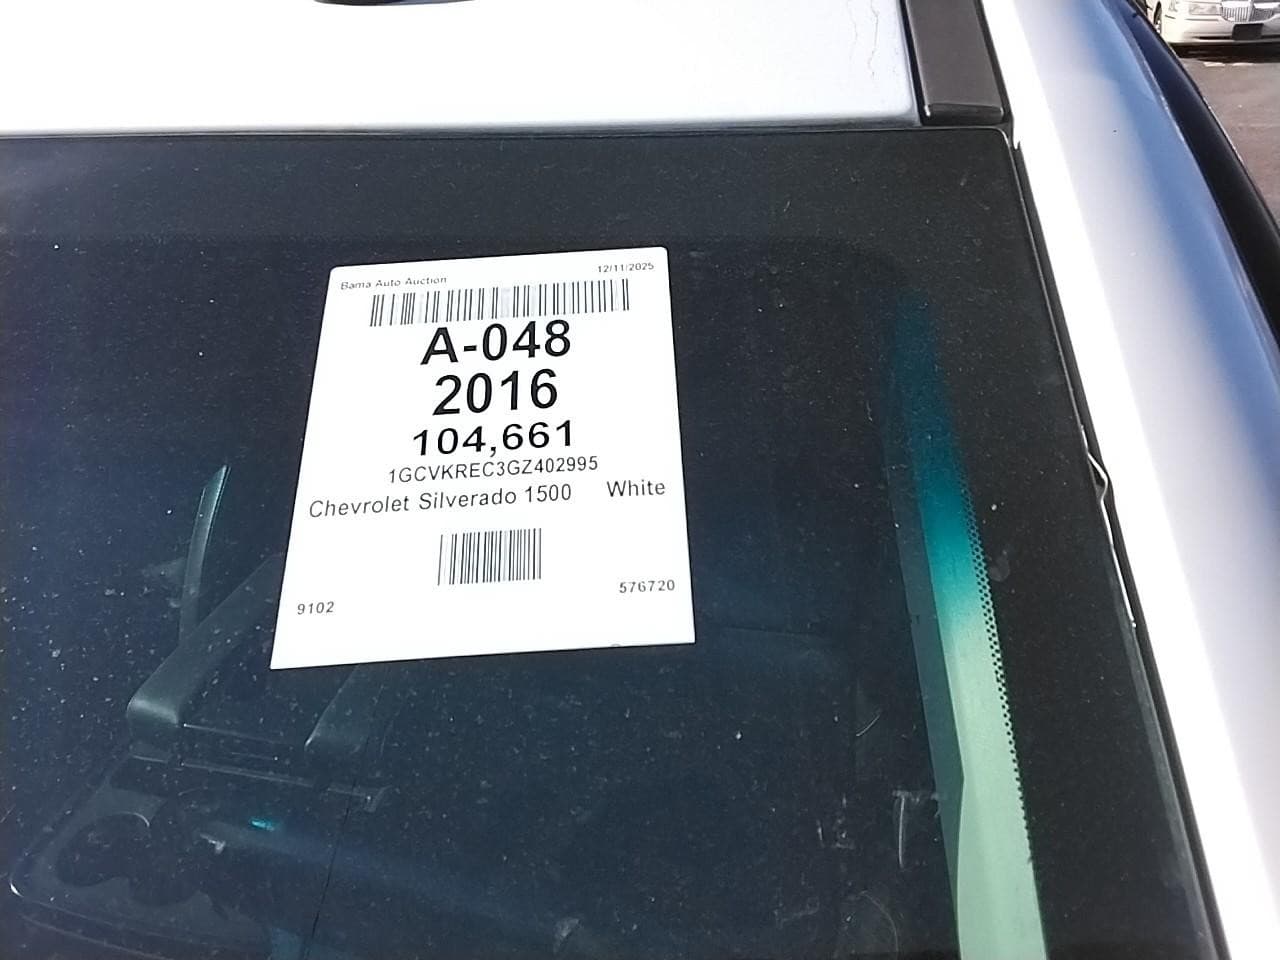 Bama Auto Auction 12/11/2025
A-048
2016
104,661
1GCVKREC3GZ402995
Chevrolet Silverado 1500 White
9102 576720